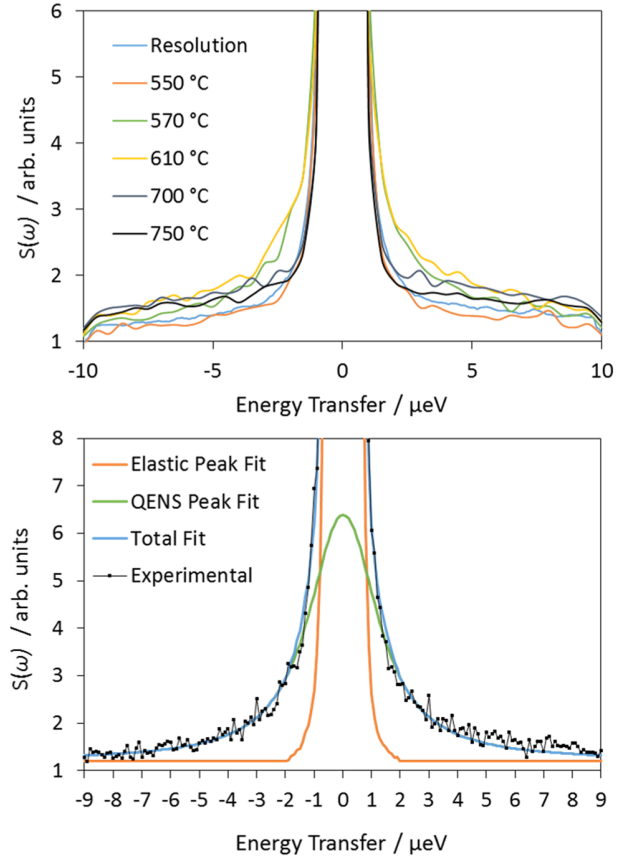 6
5
4
3
2
1
S(ω) / arb. units
Resolution
550 °C
570 °C
610 °C
700 °C
750 °C
-10 -5 0 5 10
Energy Transfer / µeV
8
7
6
5
4
3
2
1
S(ω) / arb. units
Elastic Peak Fit
QENS Peak Fit
Total Fit
Experimental
-9 -8 -7 -6 -5 -4 -3 -2 -1 0 1 2 3 4 5 6 7 8 9
Energy Transfer / µeV